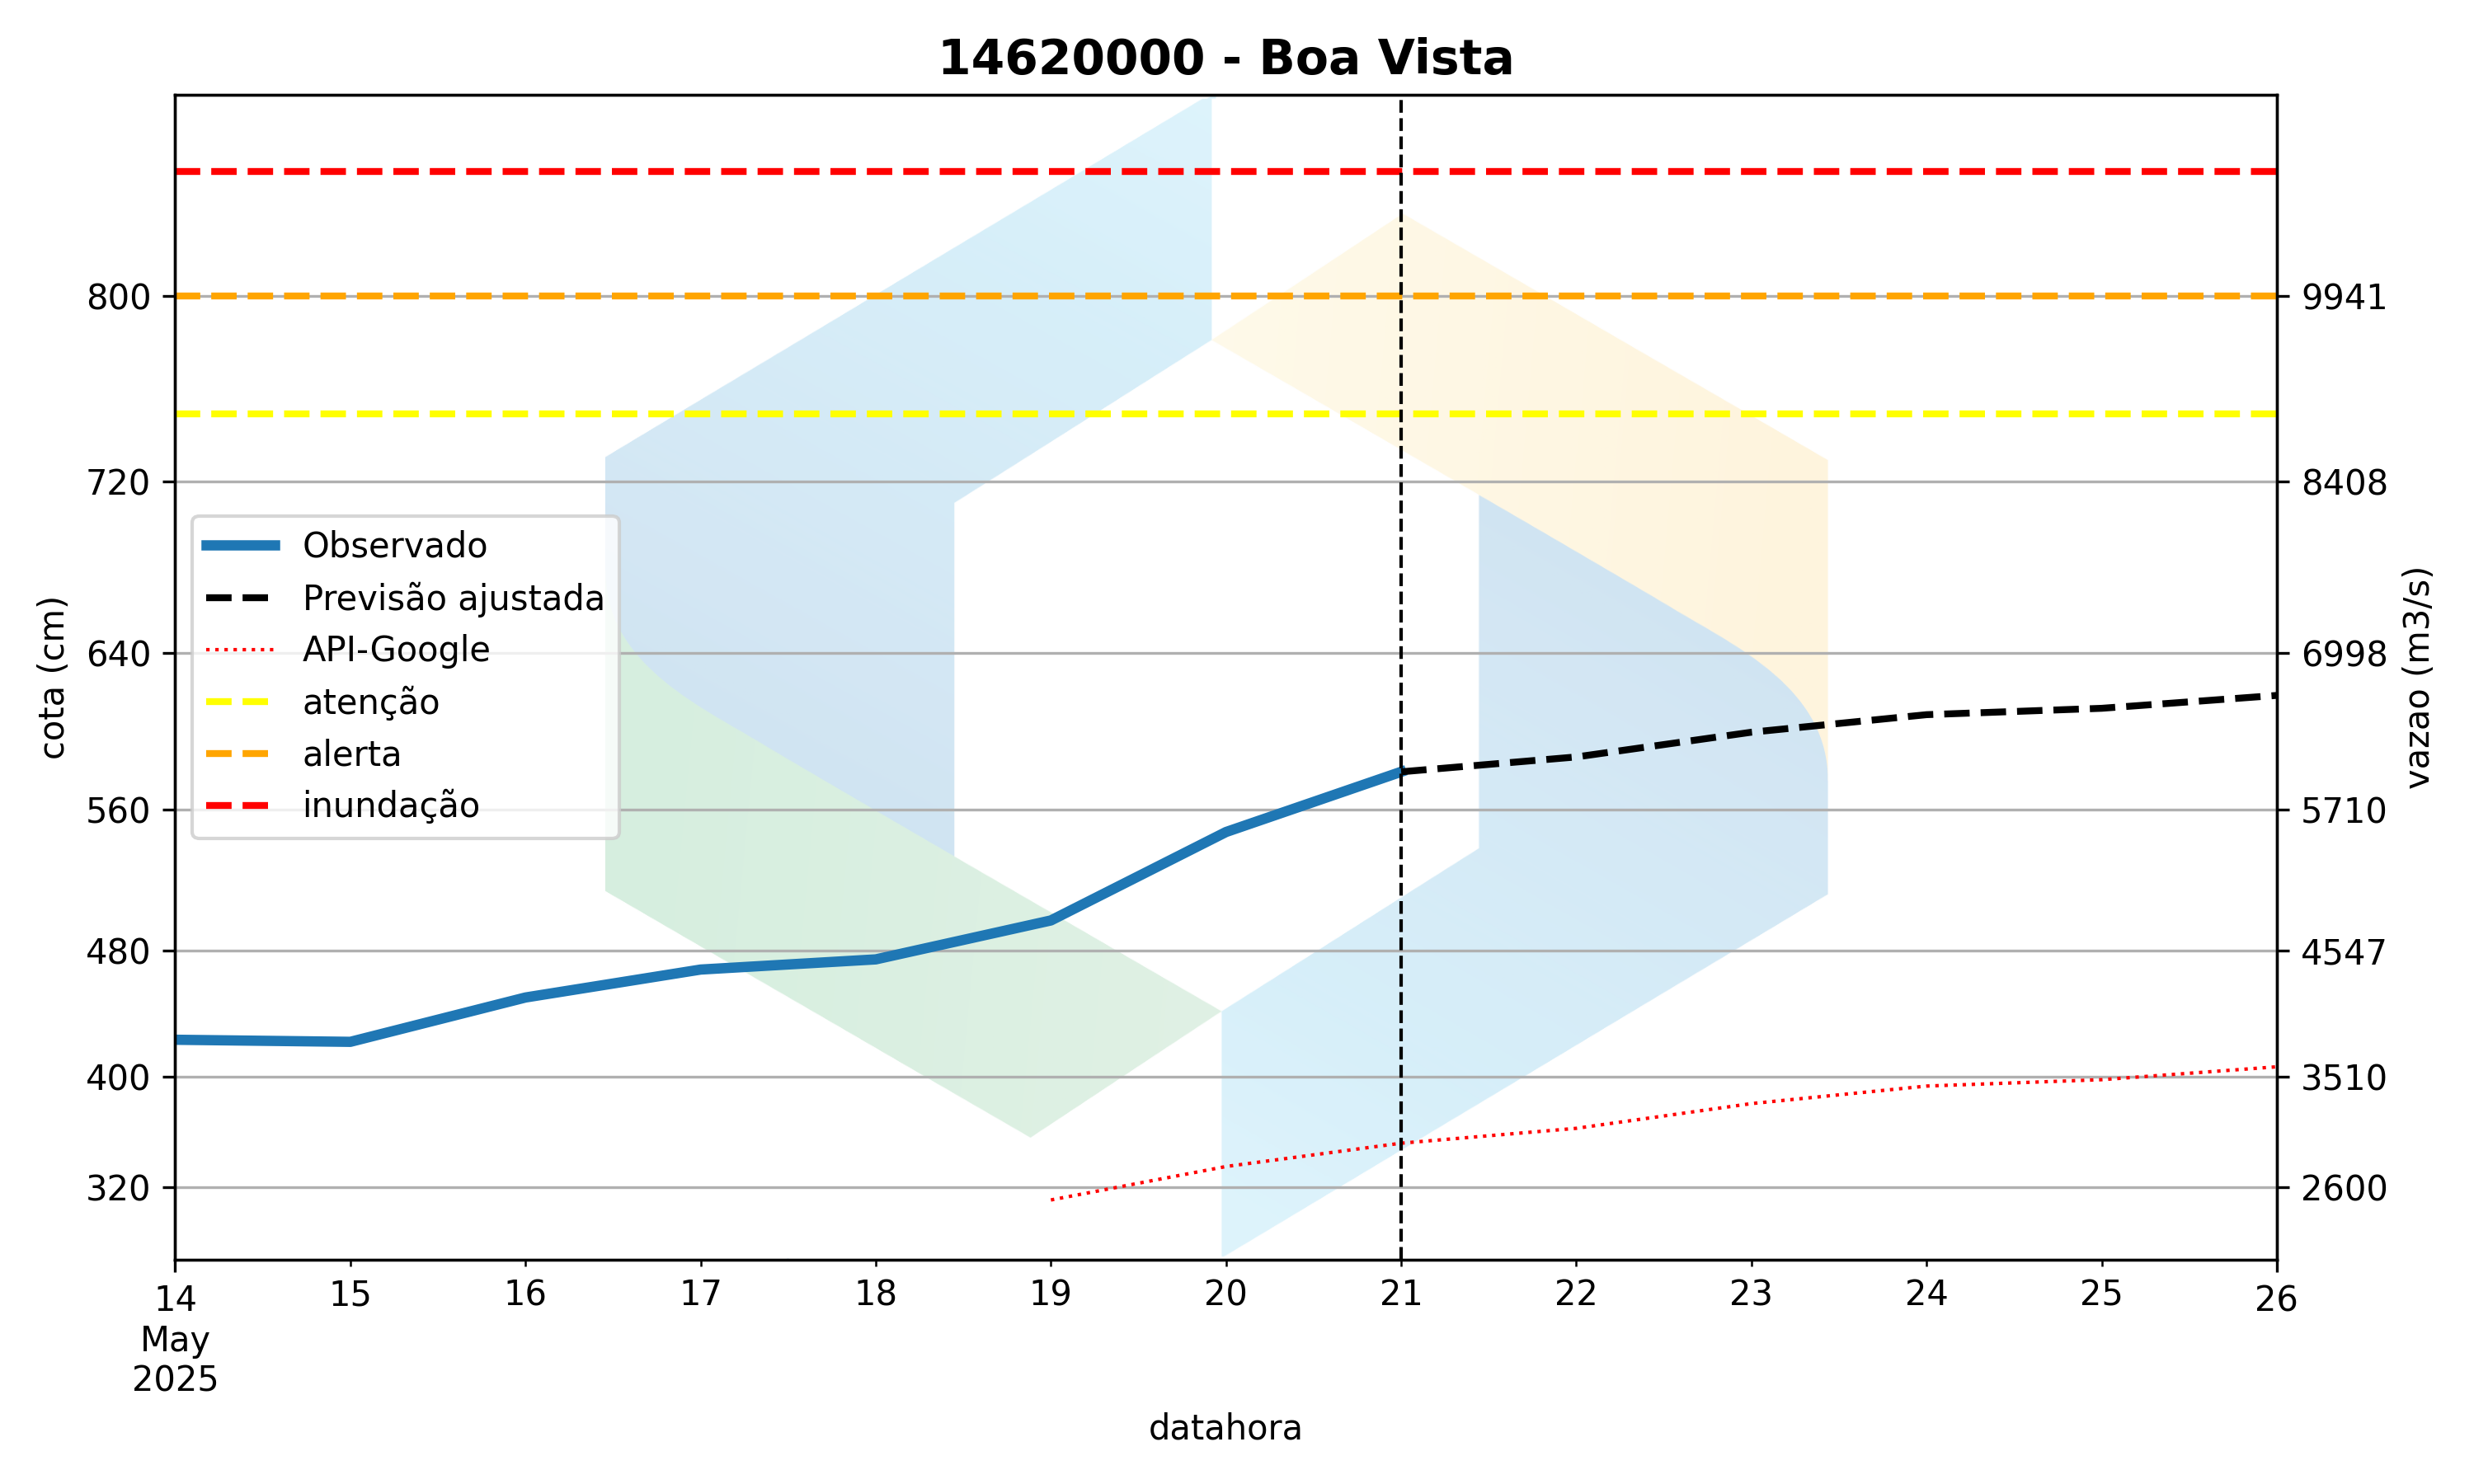 14620000 - Boa Vista
800
720
640
560
480
400
320
cota (cm)
9941
8408
6998
5710
4547
3510
2600
vazao (m3/s)
Observado
Previsão ajustada
API-Google
atenção
alerta
inundação
14 15 16 17 18 19 20 21 22 23 24 25 26
May
2025
datahora